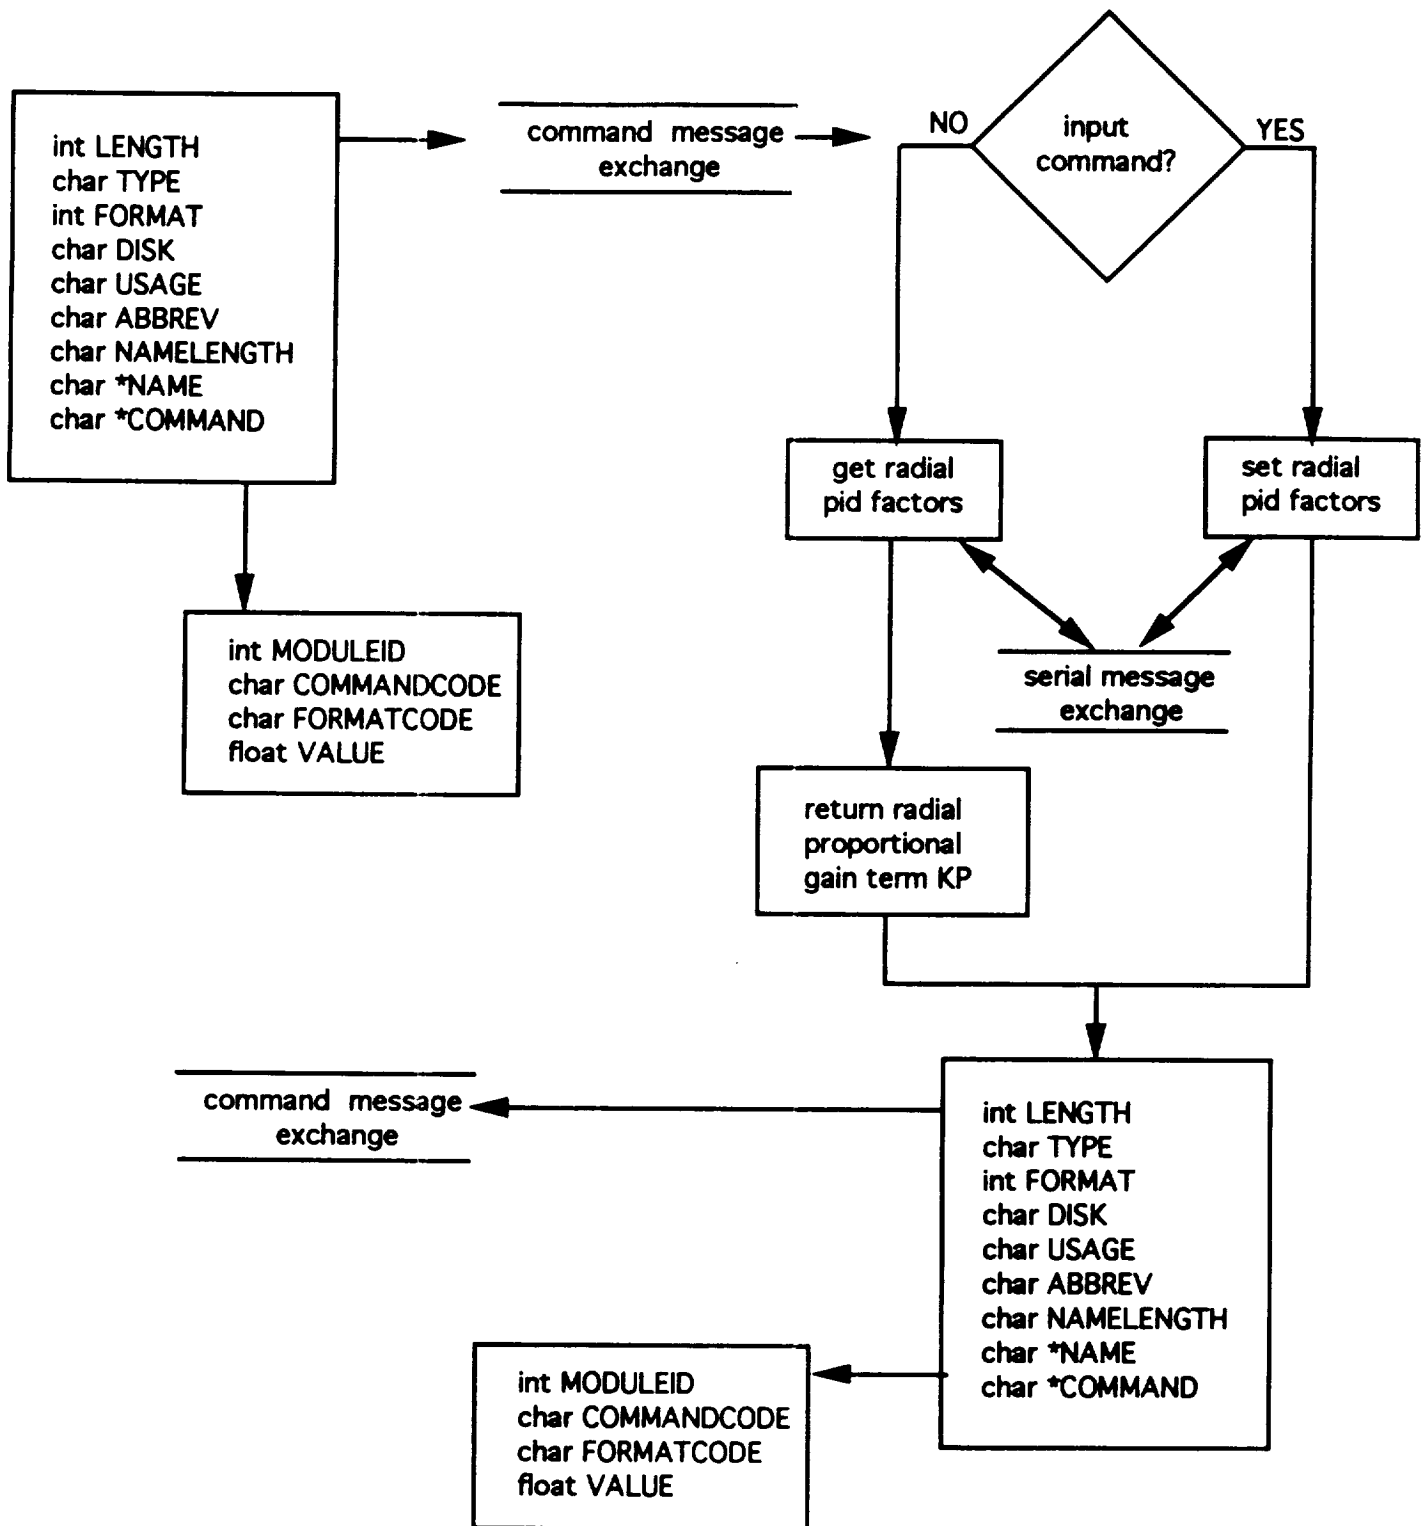 int LENGTH
char TYPE
int FORMAT
char DISK
char USAGE
char ABBREV
char NAMELENGTH
char *NAME
char *COMMAND
command message
exchange
NO
input
command?
YES
int MODULEID
char COMMANDCODE
char FORMATCODE
float VALUE
get radial
pid factors
set radial
pid factors
serial message
exchange
return radial
proportional
gain term KP
command message
exchange
int LENGTH
char TYPE
int FORMAT
char DISK
char USAGE
char ABBREV
char NAMELENGTH
char *NAME
char *COMMAND
int MODULEID
char COMMANDCODE
char FORMATCODE
float VALUE